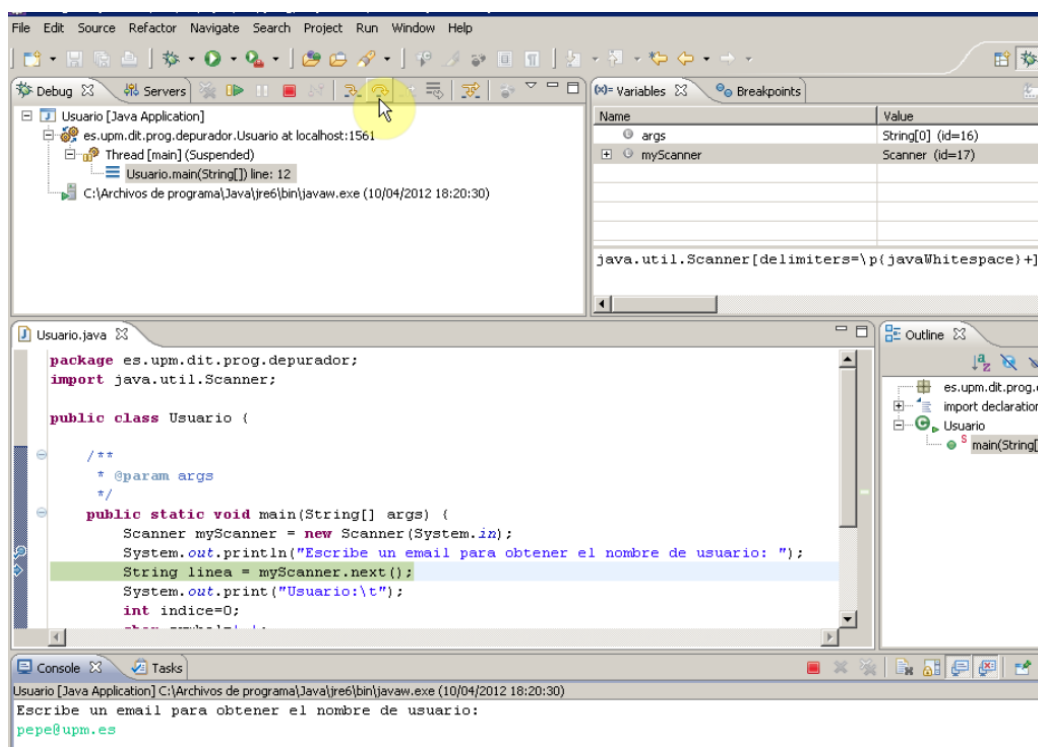 File Edit Source Refactor Navigate Search Project Run Window Help
Debug Servers
Usuario [Java Application]
es.upm.dit.prog.depurador.Usuario at localhost:1561
Thread [main] (Suspended)
Usuario.main(String[]) line: 12
C:\Archivos de programa\Java\jre6\bin\javaw.exe (10/04/2012 18:20:30)
(x)= Variables Breakpoints
Name Value
args String[0] (id=16)
myScanner Scanner (id=17)
java.util.Scanner[delimiters=\p{javaWhitespace}+]
Usuario.java
package es.upm.dit.prog.depurador;
import java.util.Scanner;
public class Usuario {
/**
* @param args
*/
public static void main(String[] args) {
Scanner myScanner = new Scanner(System.in);
System.out.println("Escribe un email para obtener el nombre de usuario: ");
String linea = myScanner.next();
System.out.print("Usuario:\t");
int indice=0;
Outline
es.upm.dit.prog.
import declaration
Usuario
main(String[
Console Tasks
Usuario [Java Application] C:\Archivos de programa\Java\jre6\bin\javaw.exe (10/04/2012 18:20:30)
Escribe un email para obtener el nombre de usuario:
pepe@upm.es